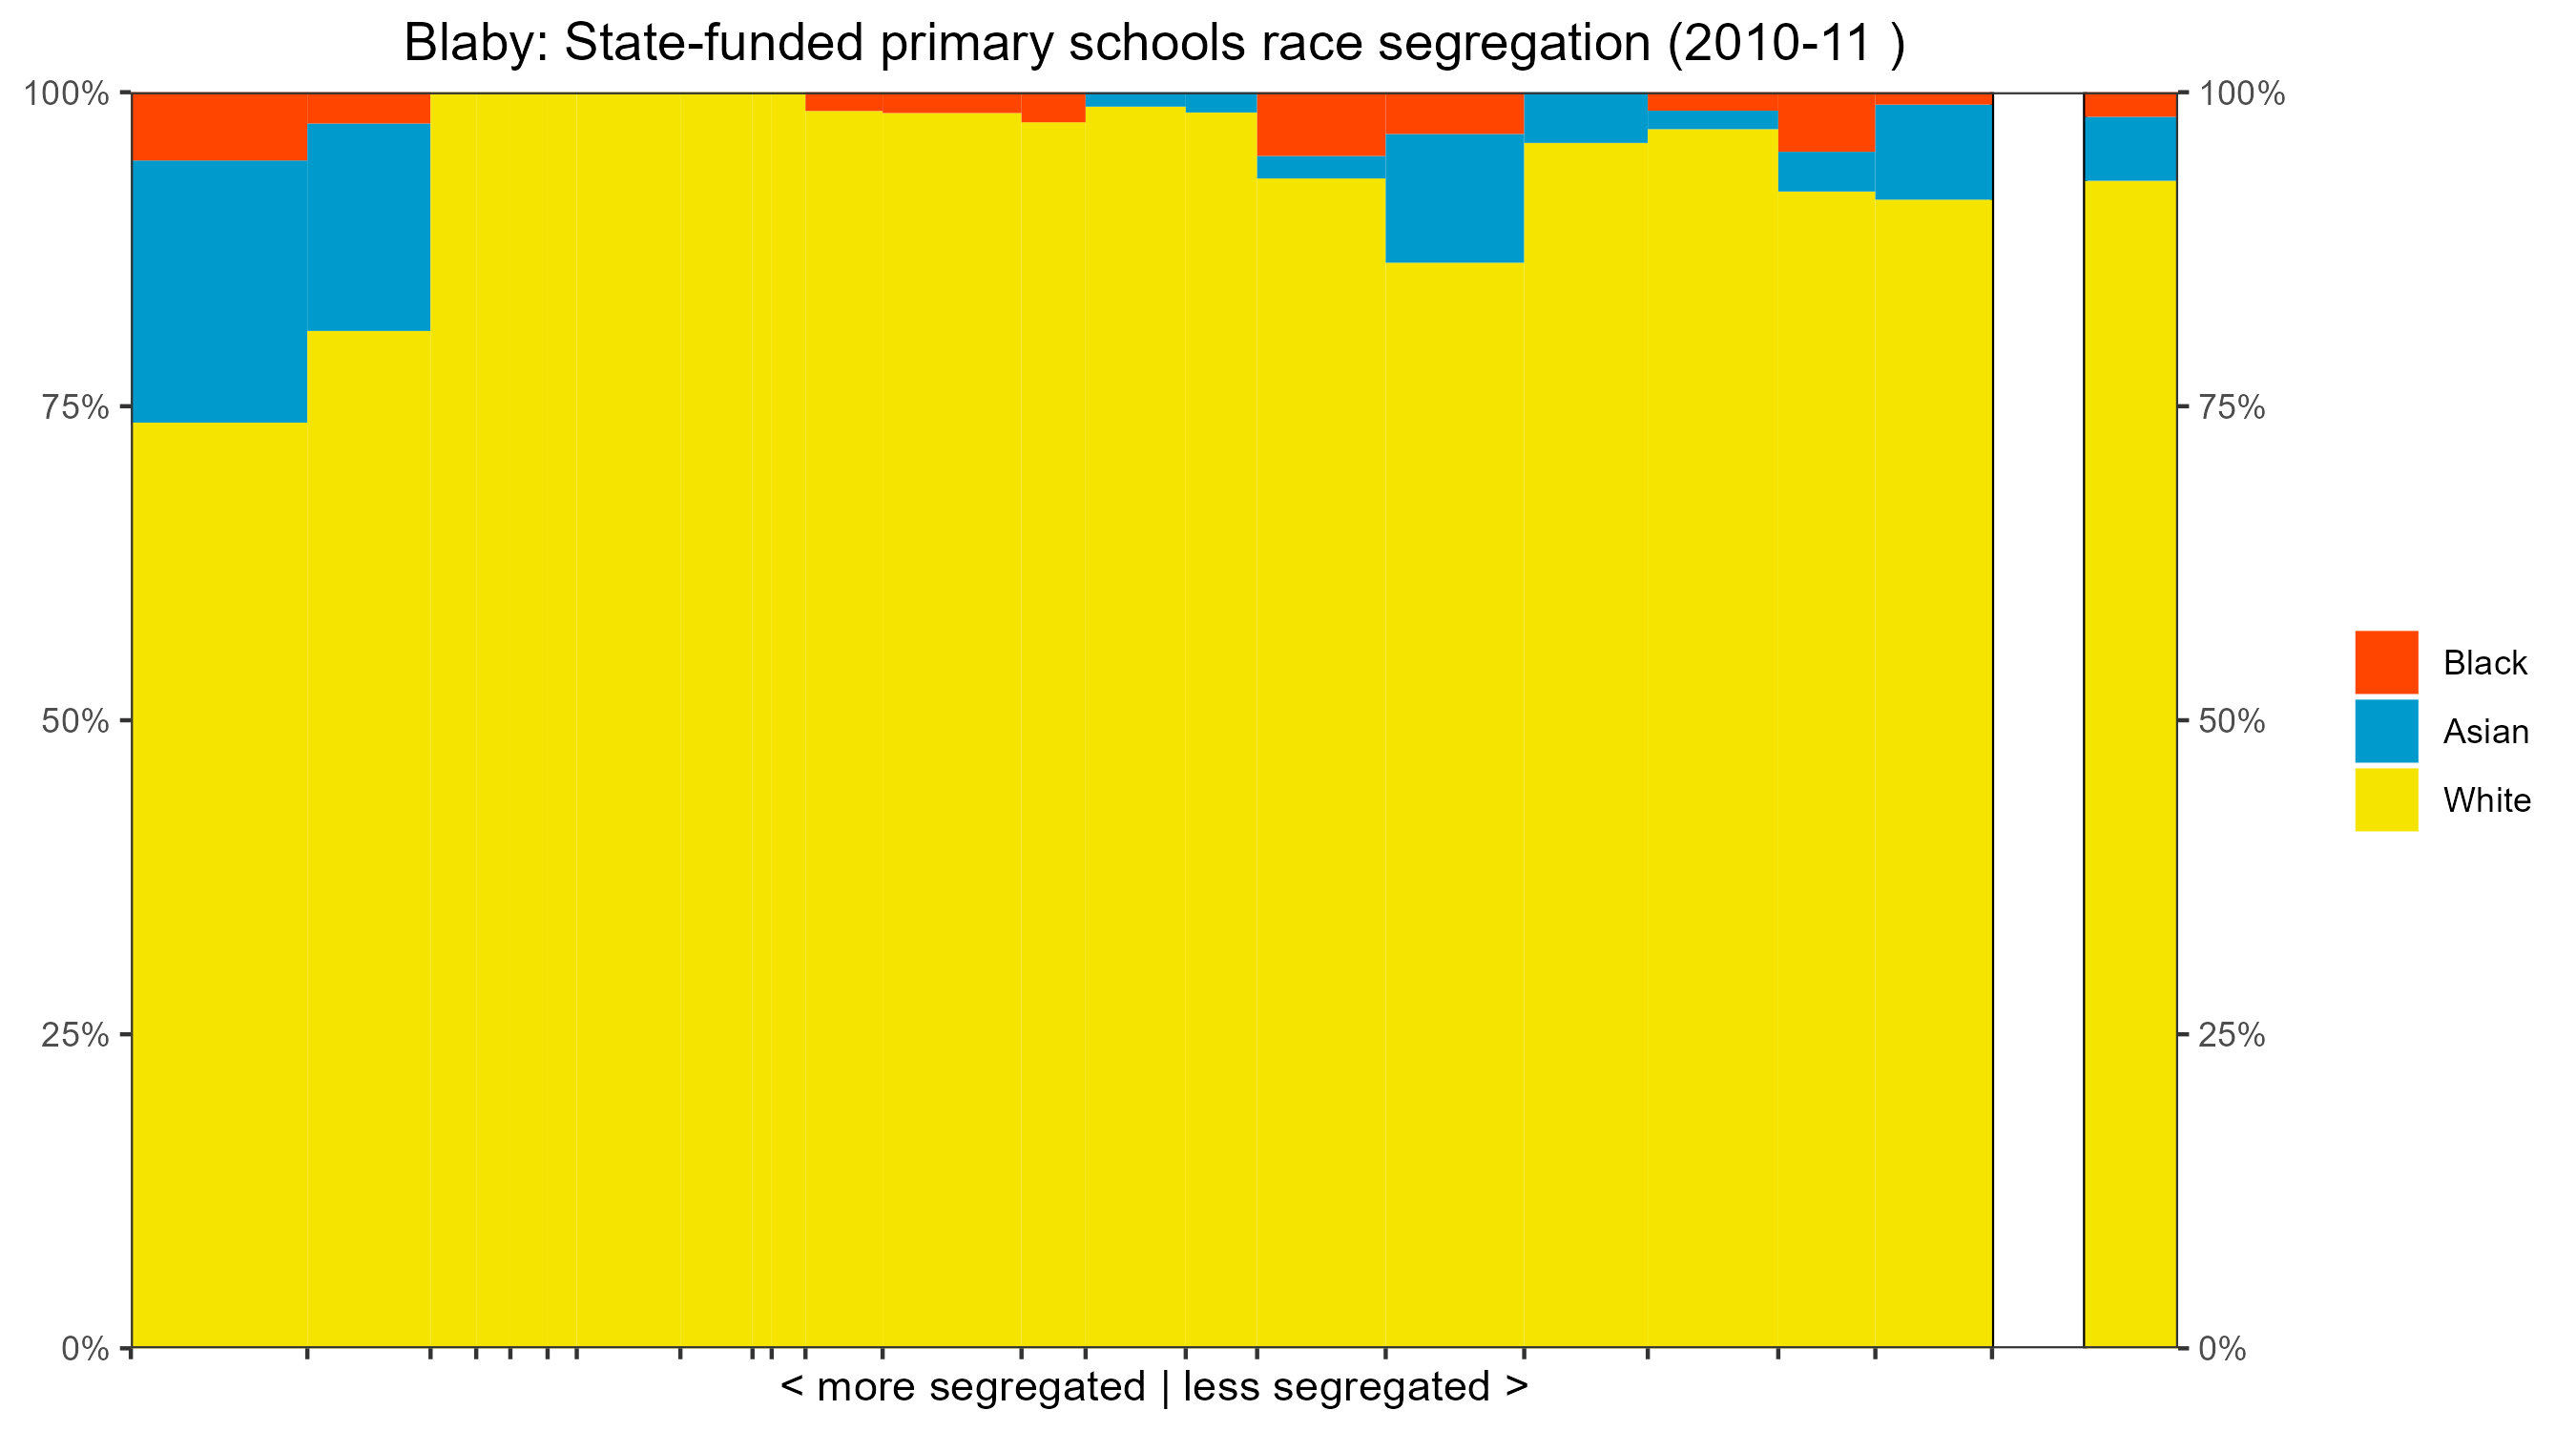 Blaby: State-funded primary schools race segregation (2010-11 )
100%
75%
50%
25%
0%
100%
75%
50%
25%
0%
Black
Asian
White
< more segregated | less segregated >